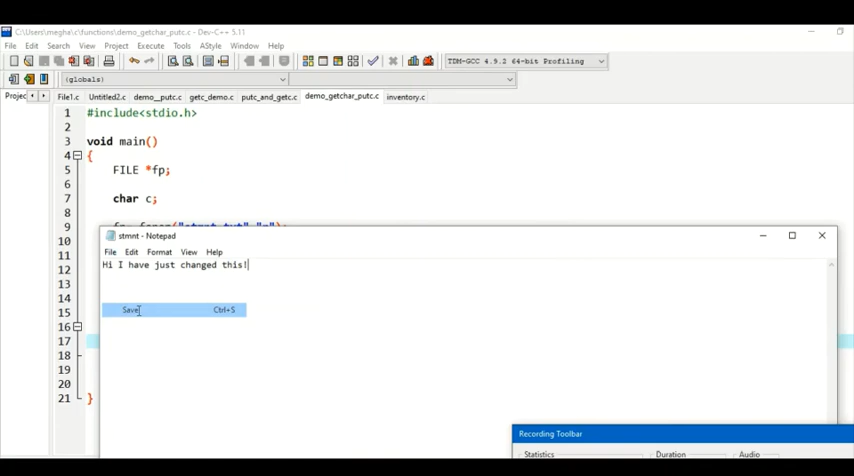 C:\Users\megha\c\functions\demo_getchar_putc.c - Dev-C++ 5.11
File Edit Search View Project Execute Tools AStyle Window Help
TDM-GCC 4.9.2 64-bit Profiling
(globals)
Projec File1.c Untitled2.c demo__putc.c getc_demo.c putc_and_getc.c demo_getchar_putc.c inventory.c
1 #include<stdio.h>
2
3 void main()
4 {
5 FILE *fp;
6
7 char c;
8
9
10
11
12
13
14
15
16
17
18
19
20
21 }
stmnt - Notepad
File Edit Format View Help
Hi I have just changed this!
Save Ctrl+S
Recording Toolbar
Statistics Duration Audio